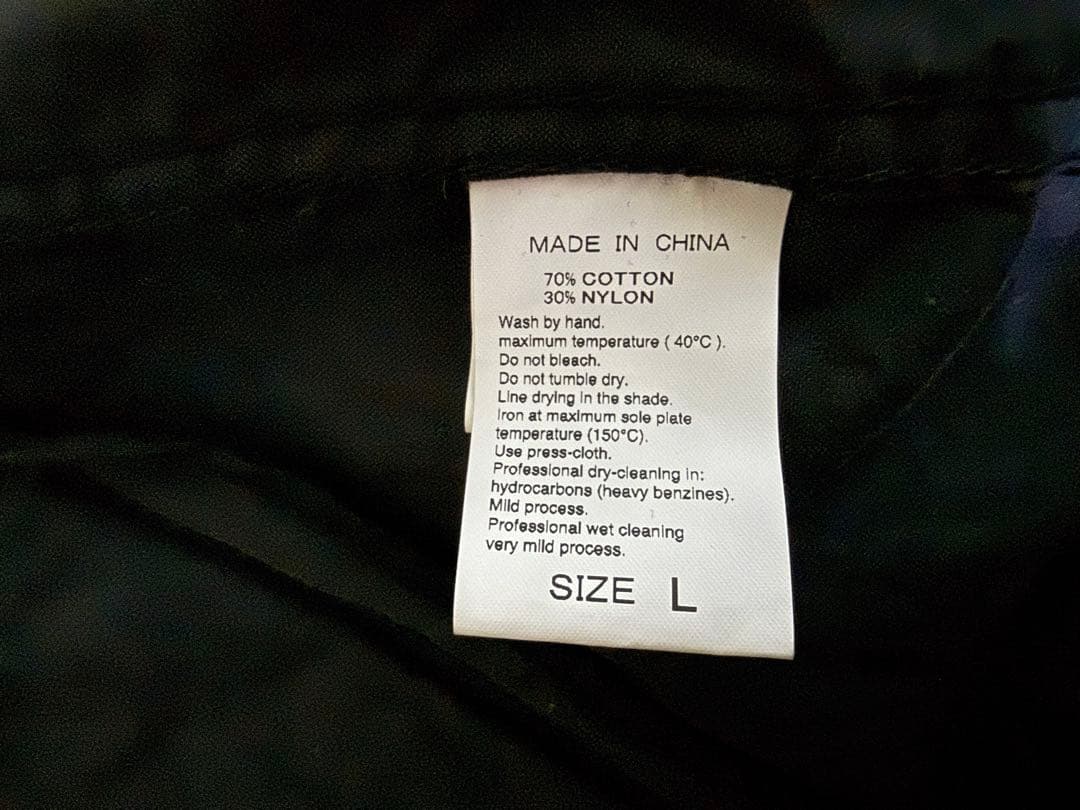 MADE IN CHINA
70% COTTON
30% NYLON
Wash by hand.
maximum temperature ( 40°C ).
Do not bleach.
Do not tumble dry.
Line drying in the shade.
Iron at maximum sole plate
temperature (150°C).
Use press-cloth.
Professional dry-cleaning in:
hydrocarbons (heavy benzines).
Mild process.
Professional wet cleaning
very mild process.
SIZE L